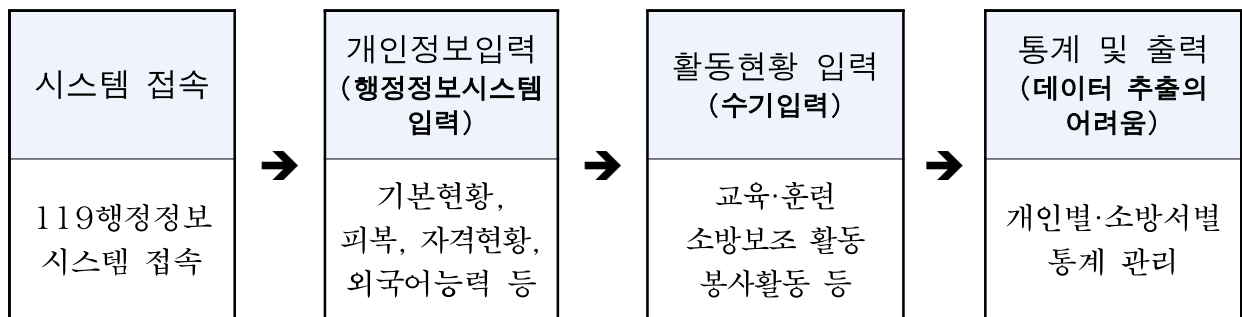 시스템 접속
119행정정보
시스템 접속
➔
개인정보입력
(행정정보시스템
입력)
기본현황,
피복, 자격현황,
외국어능력 등
➔
활동현황 입력
(수기입력)
교육·훈련
소방보조 활동
봉사활동 등
➔
통계 및 출력
(데이터 추출의
어려움)
개인별·소방서별
통계 관리